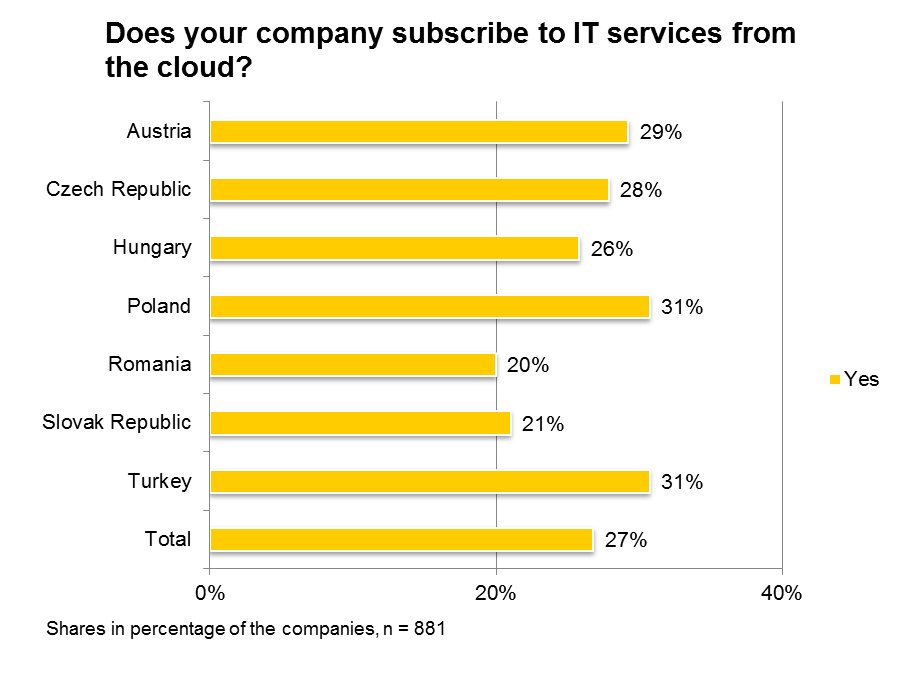 Does your company subscribe to IT services from
the cloud?
Austria 29%
Czech Republic 28%
Hungary 26%
Poland 31%
Romania 20%
Slovak Republic 21%
Turkey 31%
Total 27%
Yes
0% 20% 40%
Shares in percentage of the companies, n = 881